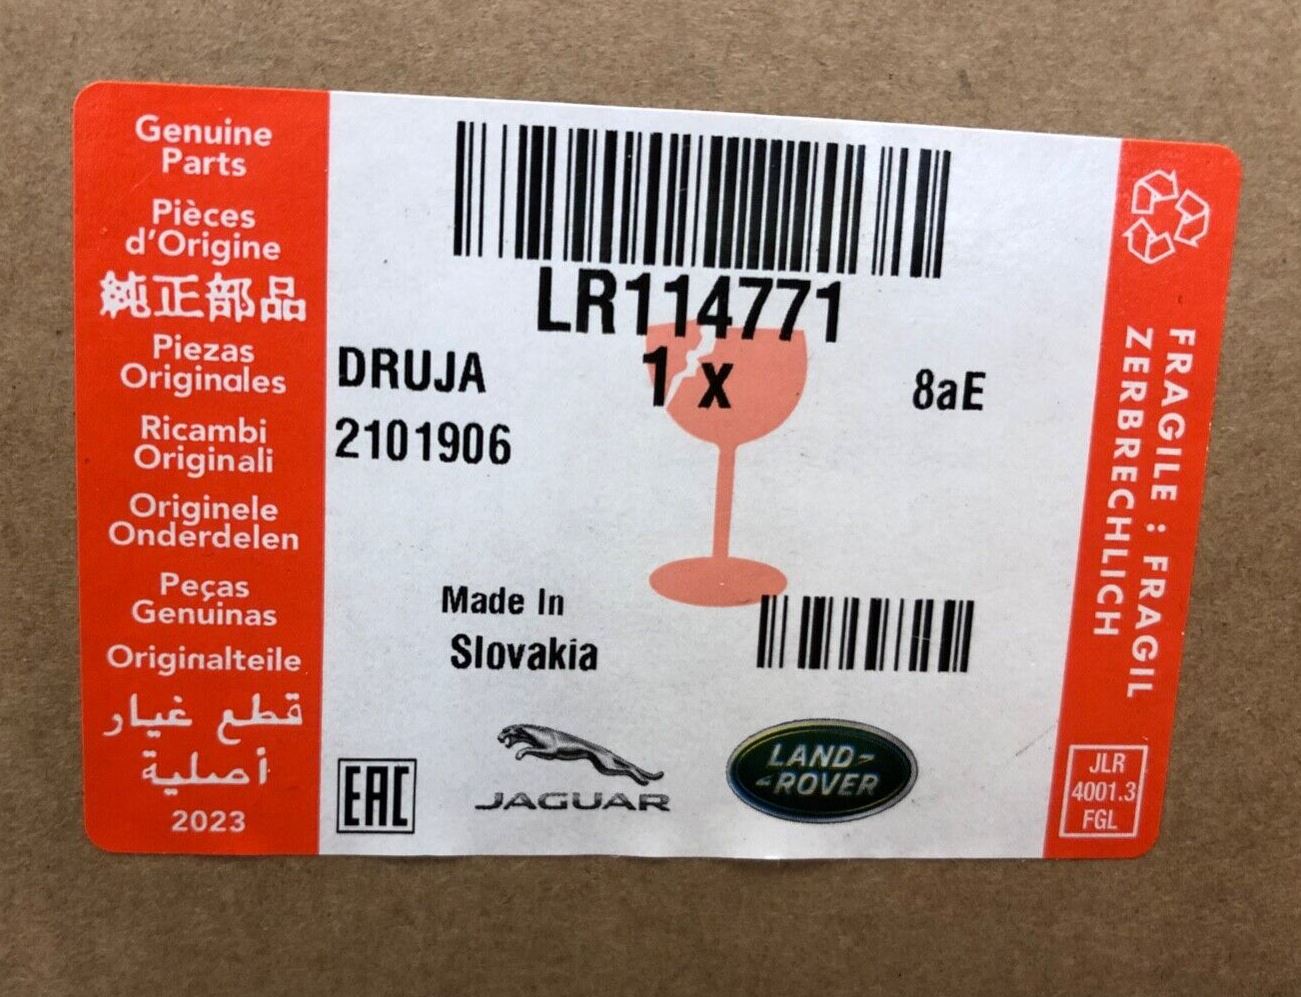 Genuine
Parts
Pièces
d'Origine
純正部品
Piezas
Originales
Ricambi
Originali
Originele
Onderdelen
Peças
Genuinas
Originalteile
قطع غيار
أصلية
2023
LR114771
DRUJA
1 x
8aE
2101906
Made In
Slovakia
EAC
JAGUAR
LAND-
-ROVER
FRAGILE : FRAGIL
ZERBRECHLICH
JLR
4001.3
FGL